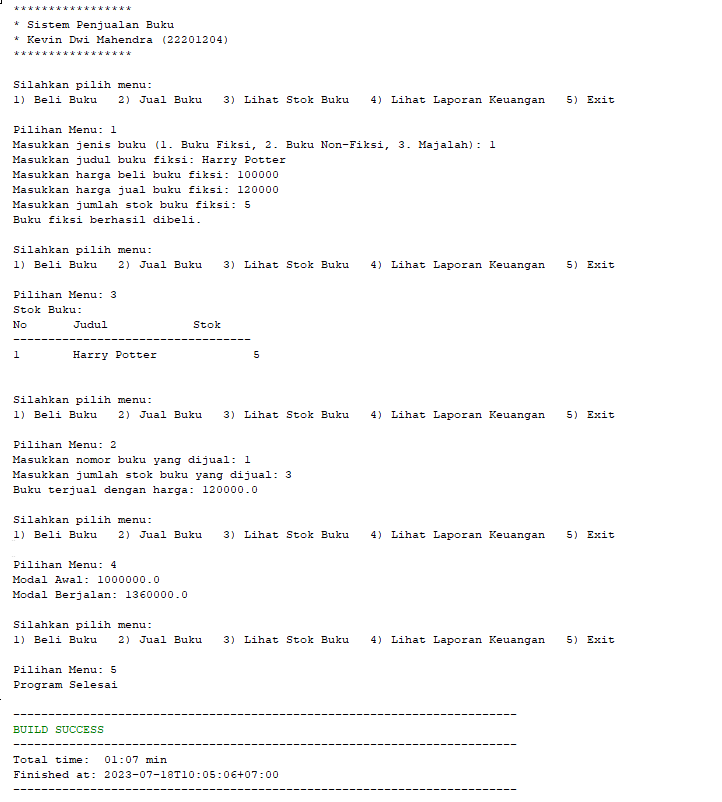 *****************
* Sistem Penjualan Buku
* Kevin Dwi Mahendra (22201204)
*****************
Silahkan pilih menu:
1) Beli Buku   2) Jual Buku   3) Lihat Stok Buku   4) Lihat Laporan Keuangan   5) Exit
Pilihan Menu: 1
Masukkan jenis buku (1. Buku Fiksi, 2. Buku Non-Fiksi, 3. Majalah): 1
Masukkan judul buku fiksi: Harry Potter
Masukkan harga beli buku fiksi: 100000
Masukkan harga jual buku fiksi: 120000
Masukkan jumlah stok buku fiksi: 5
Buku fiksi berhasil dibeli.
Silahkan pilih menu:
1) Beli Buku   2) Jual Buku   3) Lihat Stok Buku   4) Lihat Laporan Keuangan   5) Exit
Pilihan Menu: 3
Stok Buku:
No      Judul            Stok
----------------------------------
1       Harry Potter              5
Silahkan pilih menu:
1) Beli Buku   2) Jual Buku   3) Lihat Stok Buku   4) Lihat Laporan Keuangan   5) Exit
Pilihan Menu: 2
Masukkan nomor buku yang dijual: 1
Masukkan jumlah stok buku yang dijual: 3
Buku terjual dengan harga: 120000.0
Silahkan pilih menu:
1) Beli Buku   2) Jual Buku   3) Lihat Stok Buku   4) Lihat Laporan Keuangan   5) Exit
Pilihan Menu: 4
Modal Awal: 1000000.0
Modal Berjalan: 1360000.0
Silahkan pilih menu:
1) Beli Buku   2) Jual Buku   3) Lihat Stok Buku   4) Lihat Laporan Keuangan   5) Exit
Pilihan Menu: 5
Program Selesai
------------------------------------------------------------------------
BUILD SUCCESS
------------------------------------------------------------------------
Total time:  01:07 min
Finished at: 2023-07-18T10:05:06+07:00
------------------------------------------------------------------------